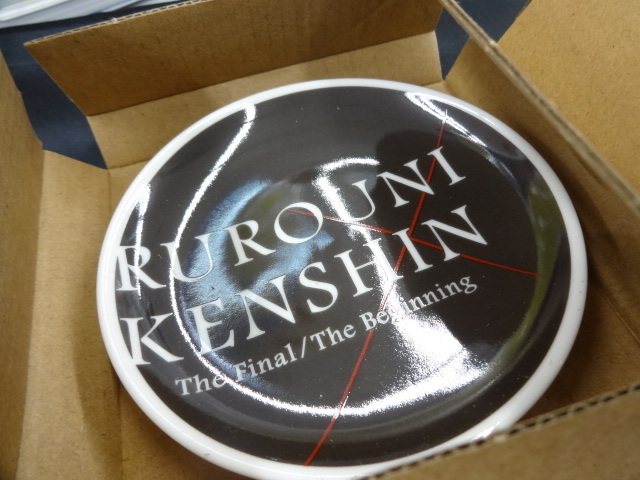 RUROUNI
KENSHIN
The Final/The Beginning